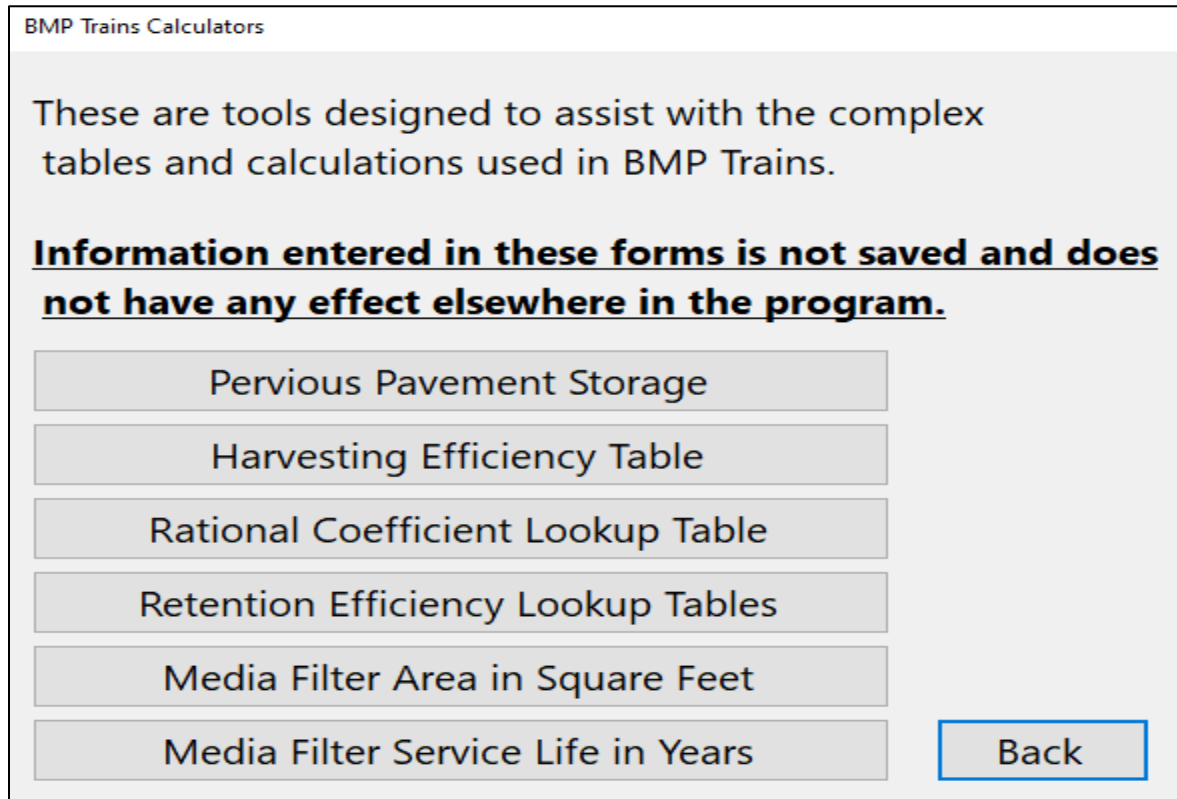 BMP Trains Calculators
These are tools designed to assist with the complex
tables and calculations used in BMP Trains.
Information entered in these forms is not saved and does
not have any effect elsewhere in the program.
Pervious Pavement Storage
Harvesting Efficiency Table
Rational Coefficient Lookup Table
Retention Efficiency Lookup Tables
Media Filter Area in Square Feet
Media Filter Service Life in Years
Back